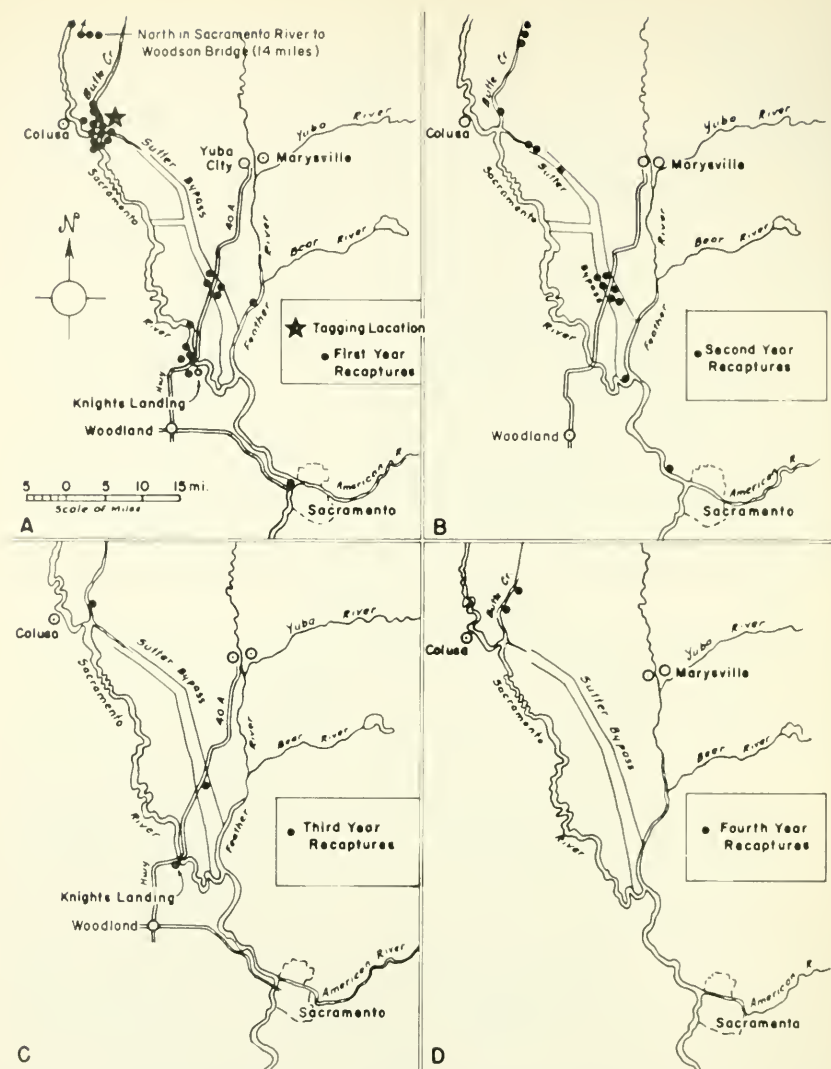 North in Sacramento River to
Woodson Bridge (14 miles)
Butte Cr
Colusa
Sutter
Bypass
Yuba
City
Marysville
Yuba River
Sacramento
River
40 A
River
Feather
Bear River
N
Tagging Location
First Year
Recaptures
Knights Landing
Hwy
Woodland
5 0 5 10 15 mi.
Scale of Miles
American R.
Sacramento
A
Butte Cr
Colusa
Sutter
Bypass
Marysville
Yuba River
Sacramento
River
River
Feather
Bear River
Second Year
Recaptures
Woodland
American R.
Sacramento
B
Colusa
Sutter Bypass
Yuba River
Sacramento
River
40 A
River
Feather
Bear River
Third Year
Recaptures
Hwy
Knights Landing
Woodland
American River
Sacramento
C
Butte Cr
Colusa
Sutter
Bypass
Marysville
Yuba River
Sacramento
River
Bear River
Fourth Year
Recaptures
American R.
Sacramenta
D